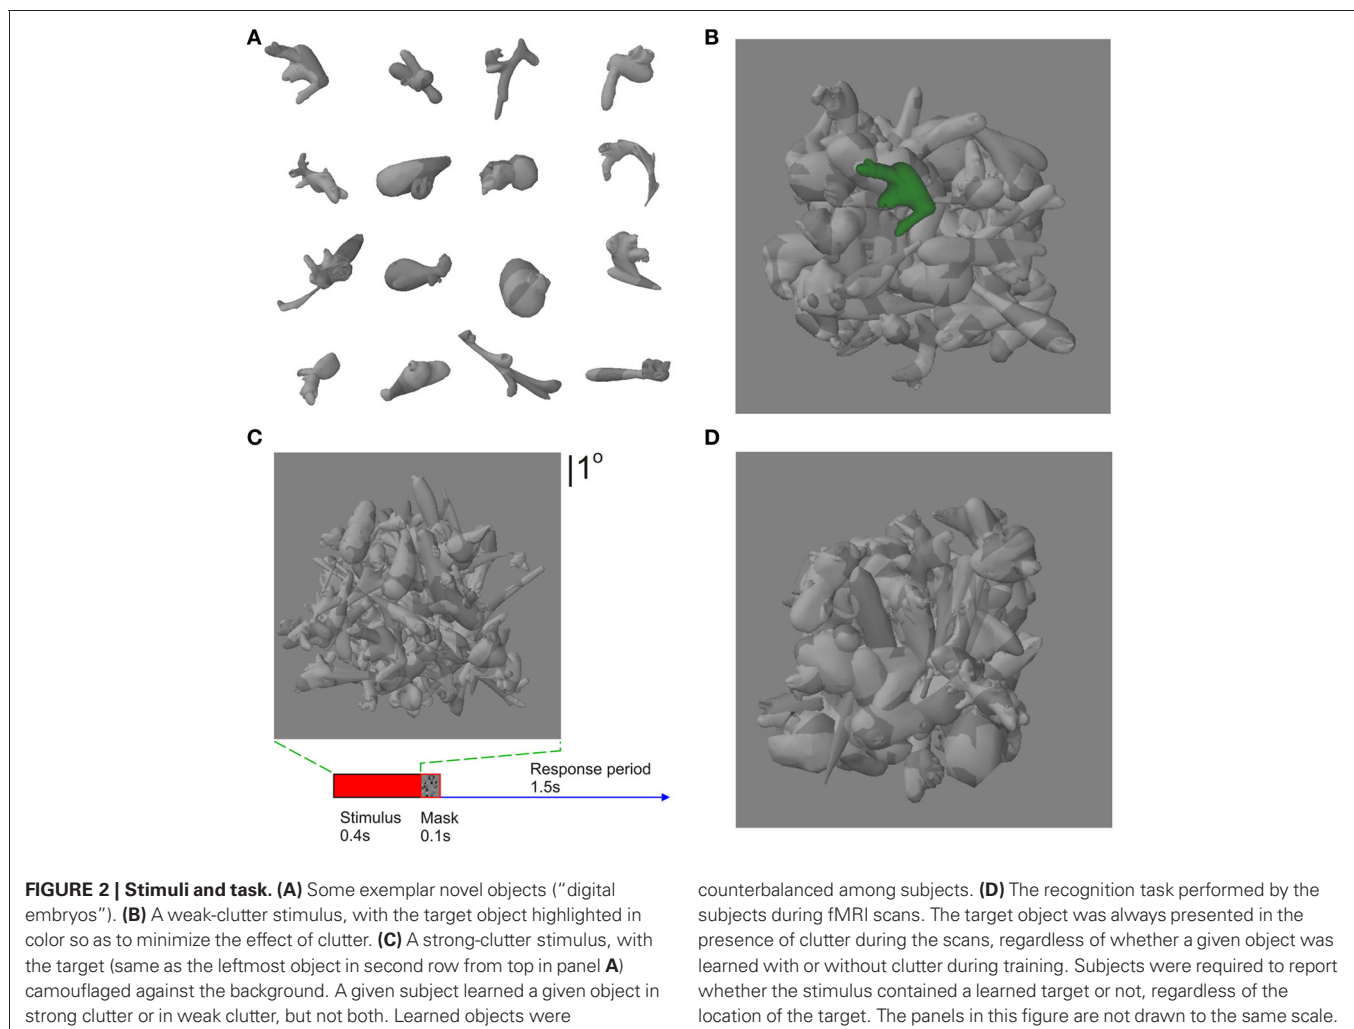 A
B
C
1°
D
Response period
1.5s
Stimulus Mask
0.4s 0.1s
FIGURE 2 | Stimuli and task. (A) Some exemplar novel objects (“digital
embryos”). (B) A weak-clutter stimulus, with the target object highlighted in
color so as to minimize the effect of clutter. (C) A strong-clutter stimulus, with
the target (same as the leftmost object in second row from top in panel A)
camouflaged against the background. A given subject learned a given object in
strong clutter or in weak clutter, but not both. Learned objects were
counterbalanced among subjects. (D) The recognition task performed by the
subjects during fMRI scans. The target object was always presented in the
presence of clutter during the scans, regardless of whether a given object was
learned with or without clutter during training. Subjects were required to report
whether the stimulus contained a learned target or not, regardless of the
location of the target. The panels in this figure are not drawn to the same scale.